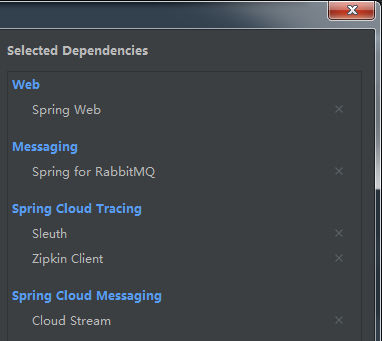 Selected Dependencies
Web
Spring Web
Messaging
Spring for RabbitMQ
Spring Cloud Tracing
Sleuth
Zipkin Client
Spring Cloud Messaging
Cloud Stream